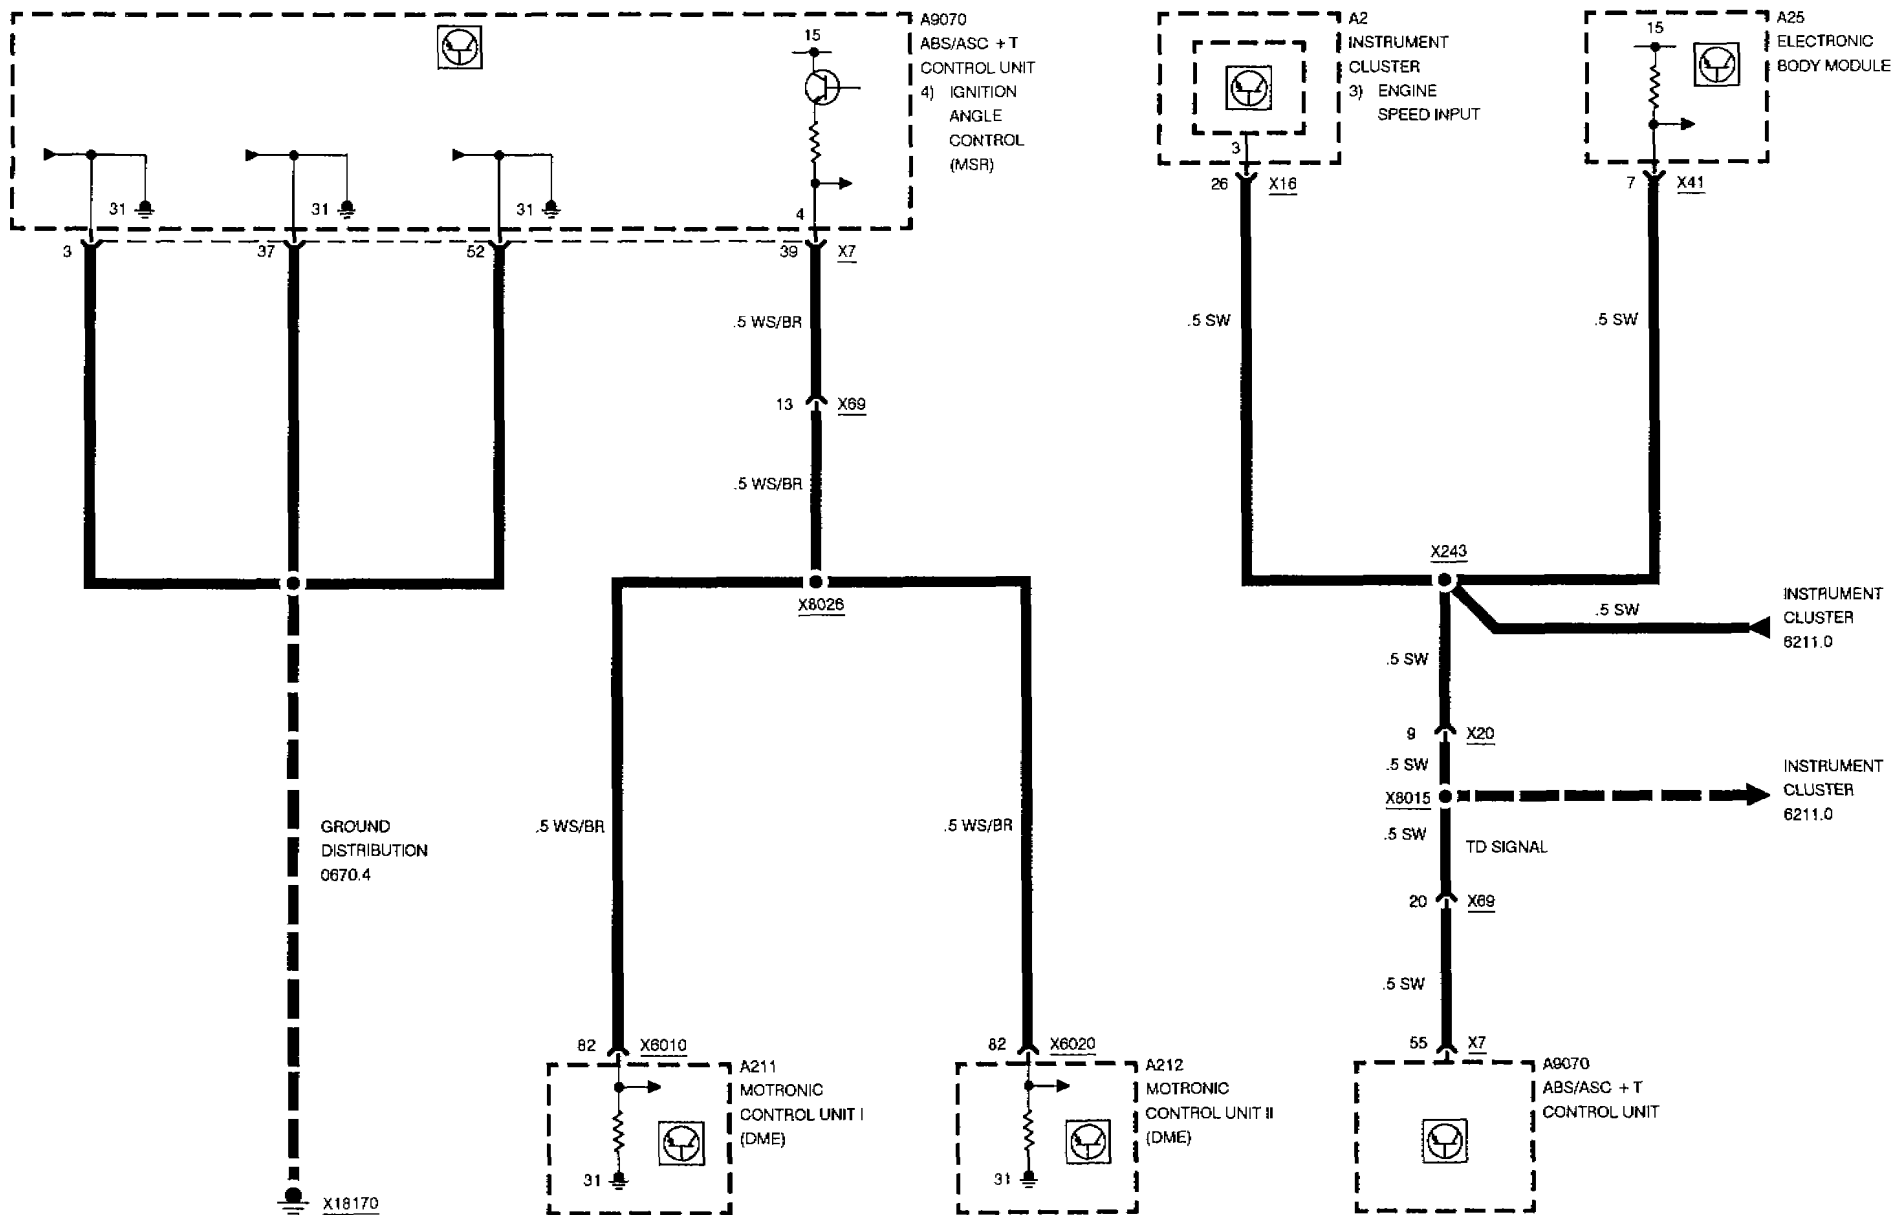 A9070
ABS/ASC + T
CONTROL UNIT
4) IGNITION
ANGLE
CONTROL
(MSR)
15
31
31
31
4
3
37
52
39
X7
.5 WS/BR
13
X69
.5 WS/BR
X8026
.5 WS/BR
.5 WS/BR
GROUND
DISTRIBUTION
0670.4
X18170
82
X6010
A211
MOTRONIC
CONTROL UNIT I
(DME)
31
82
X6020
A212
MOTRONIC
CONTROL UNIT II
(DME)
31
A2
INSTRUMENT
CLUSTER
3) ENGINE
SPEED INPUT
3
26
X16
.5 SW
A25
ELECTRONIC
BODY MODULE
15
7
X41
.5 SW
X243
.5 SW
INSTRUMENT
CLUSTER
6211.0
.5 SW
9
X20
.5 SW
X8015
INSTRUMENT
CLUSTER
6211.0
.5 SW
TD SIGNAL
20
X69
.5 SW
55
X7
A9070
ABS/ASC + T
CONTROL UNIT